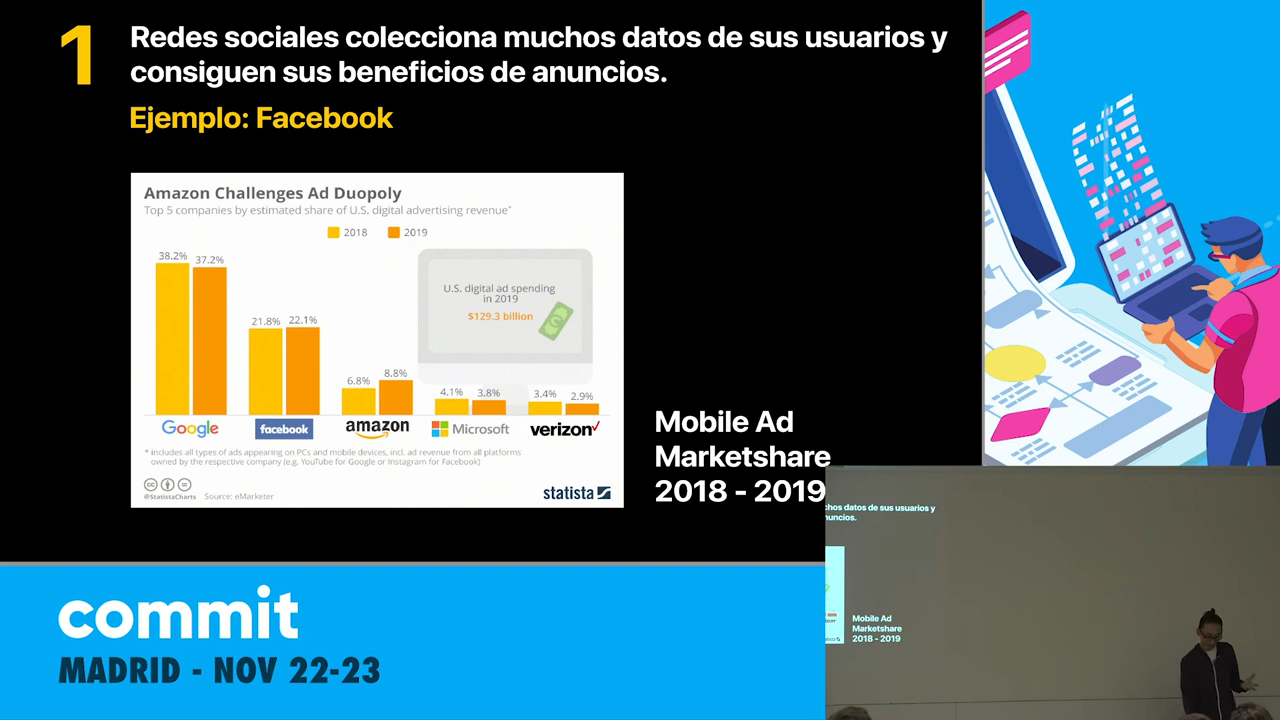 1
Redes sociales colecciona muchos datos de sus usuarios y
consiguen sus beneficios de anuncios.
Ejemplo: Facebook
Amazon Challenges Ad Duopoly
Top 5 companies by estimated share of U.S. digital advertising revenue*
2018 2019
38.2% 37.2%
21.8% 22.1%
6.8% 8.8%
4.1% 3.8%
3.4% 2.9%
U.S. digital ad spending
in 2019
$129.3 billion
Google facebook amazon Microsoft verizon
* Includes all types of ads appearing on PCs and mobile devices, incl. ad revenue from all platforms
owned by the respective company (e.g. YouTube for Google or Instagram for Facebook)
@StatistaCharts Source: eMarketer
statista
Mobile Ad
Marketshare
2018 - 2019
chos datos de sus usuarios y
nuncios.
Mobile Ad
Marketshare
2018 - 2019
commit
MADRID - NOV 22-23